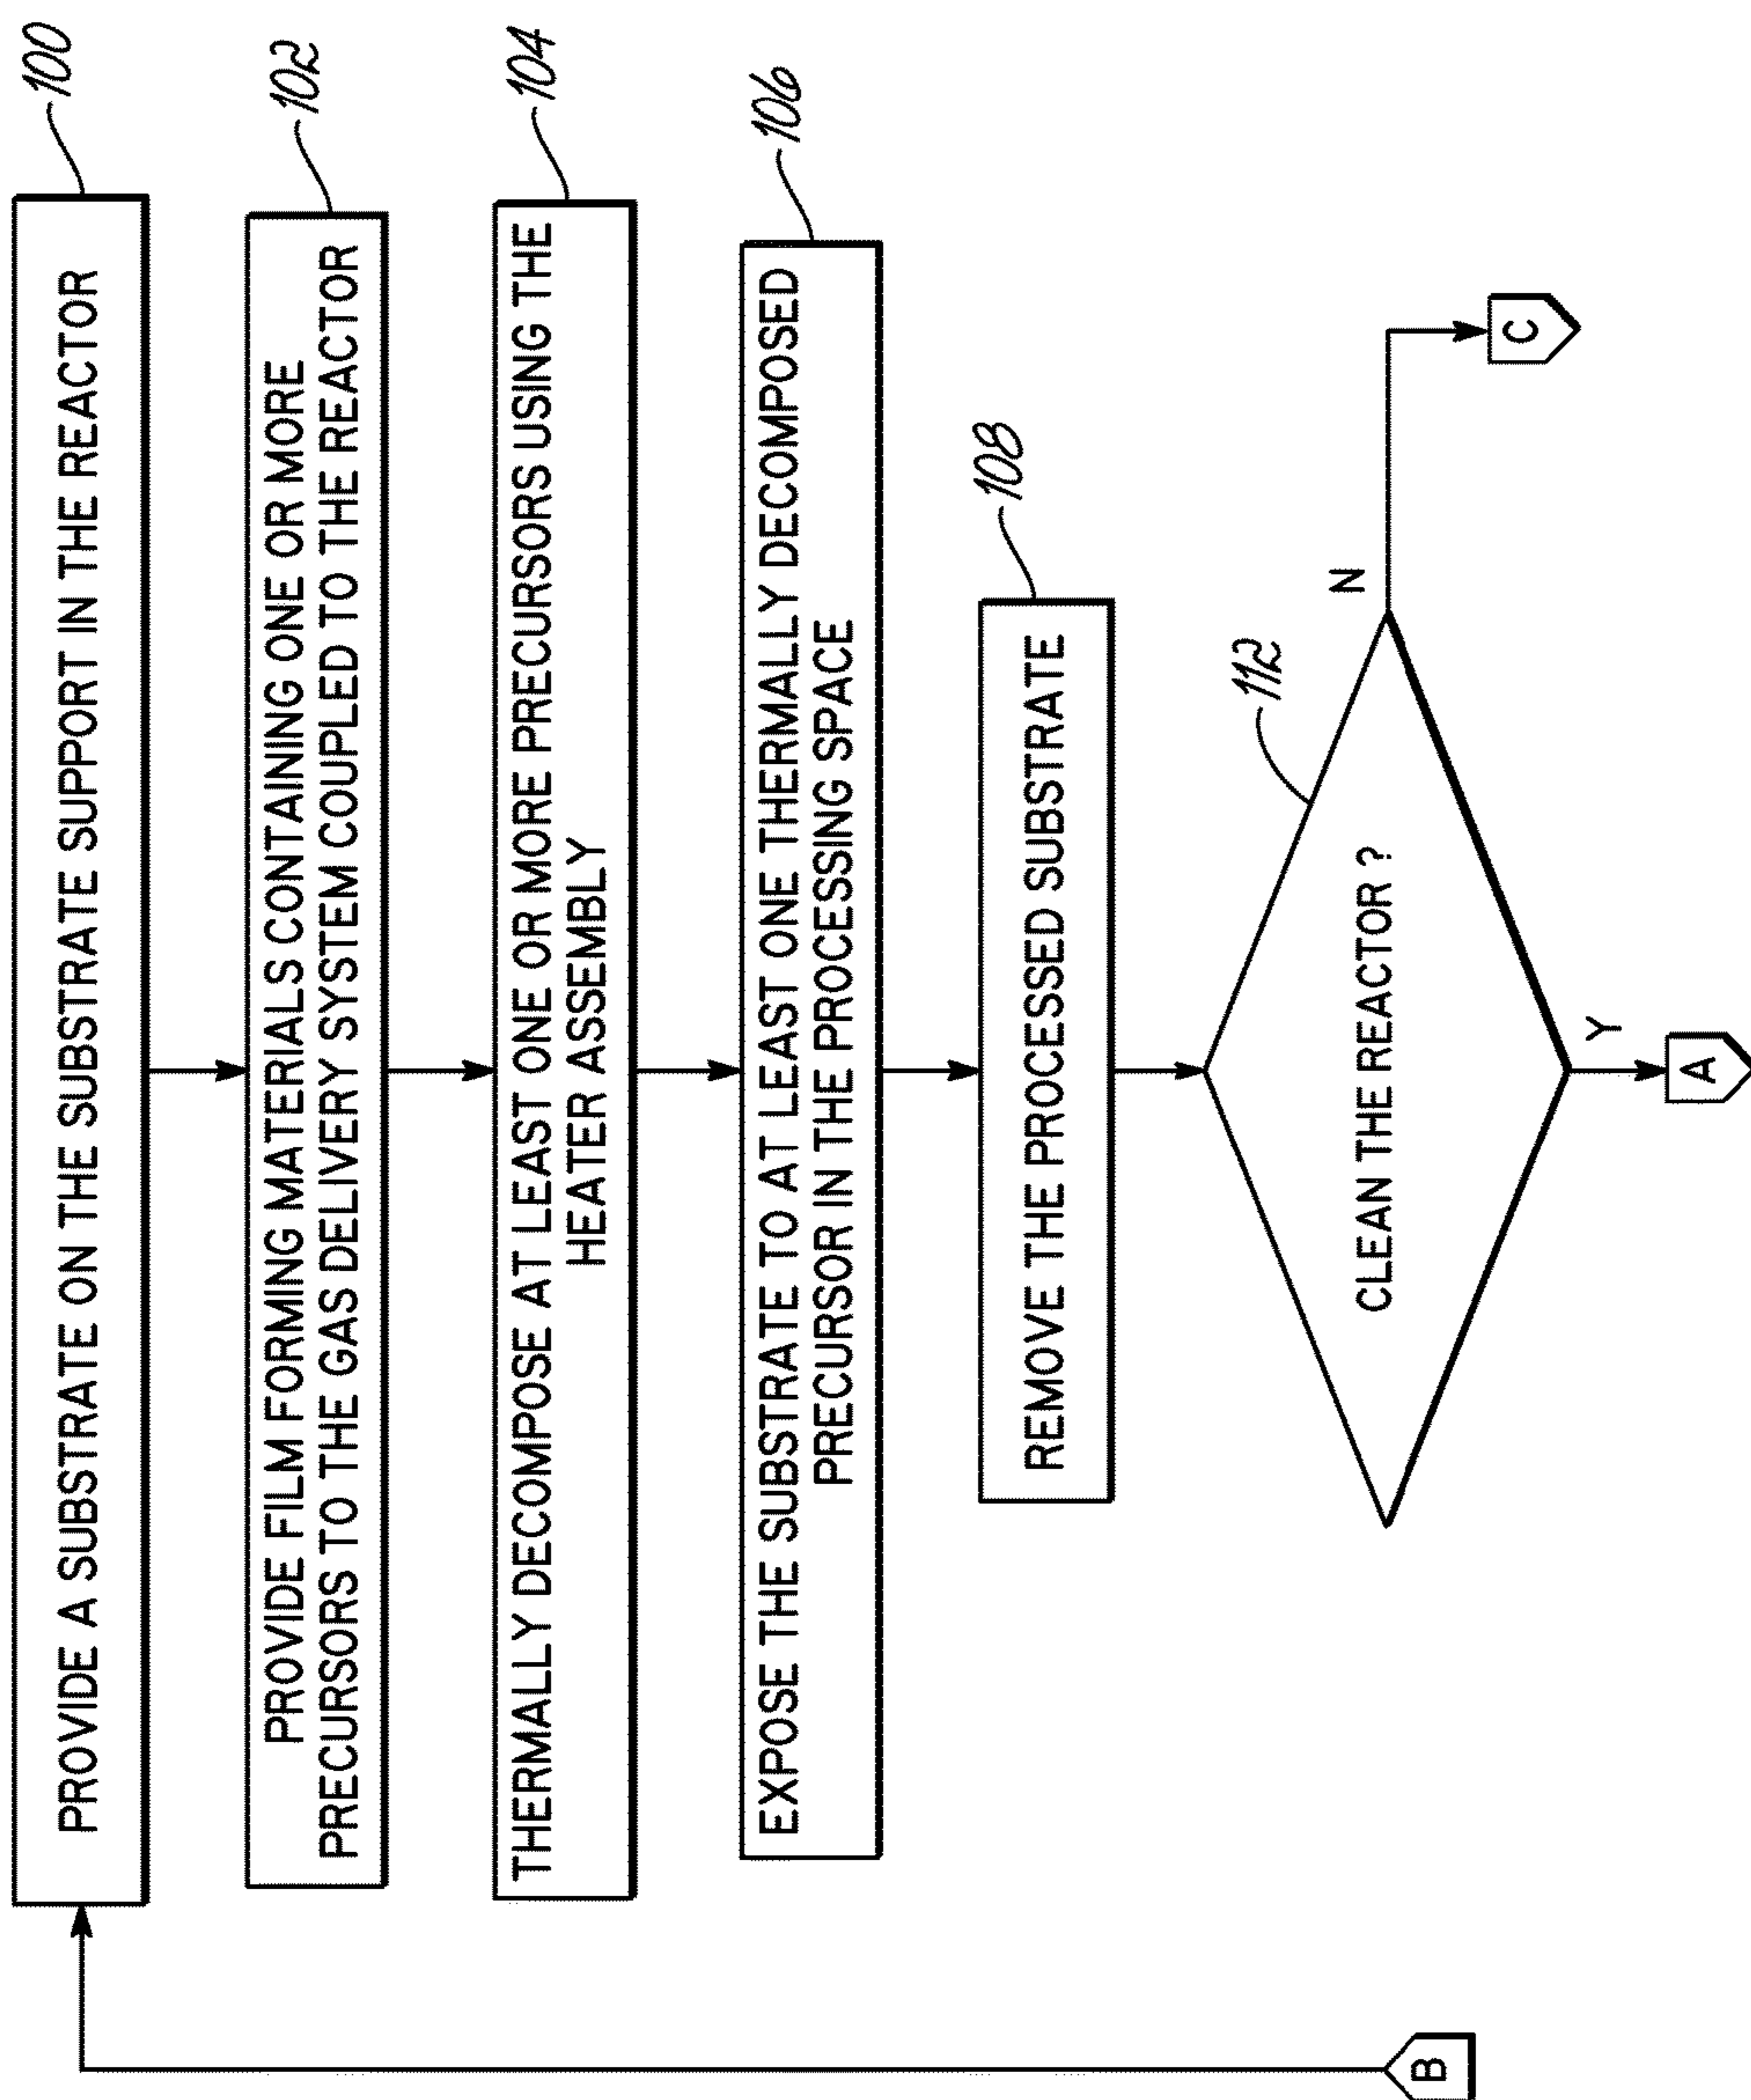 100
PROVIDE A SUBSTRATE ON THE SUBSTRATE SUPPORT IN THE REACTOR
102
PROVIDE FILM FORMING MATERIALS CONTAINING ONE OR MORE
PRECURSORS TO THE GAS DELIVERY SYSTEM COUPLED TO THE REACTOR
104
THERMALLY DECOMPOSE AT LEAST ONE OR MORE PRECURSORS USING THE
HEATER ASSEMBLY
106
EXPOSE THE SUBSTRATE TO AT LEAST ONE THERMALLY DECOMPOSED
PRECURSOR IN THE PROCESSING SPACE
108
REMOVE THE PROCESSED SUBSTRATE
112
CLEAN THE REACTOR ?
N
C
Y
A
B